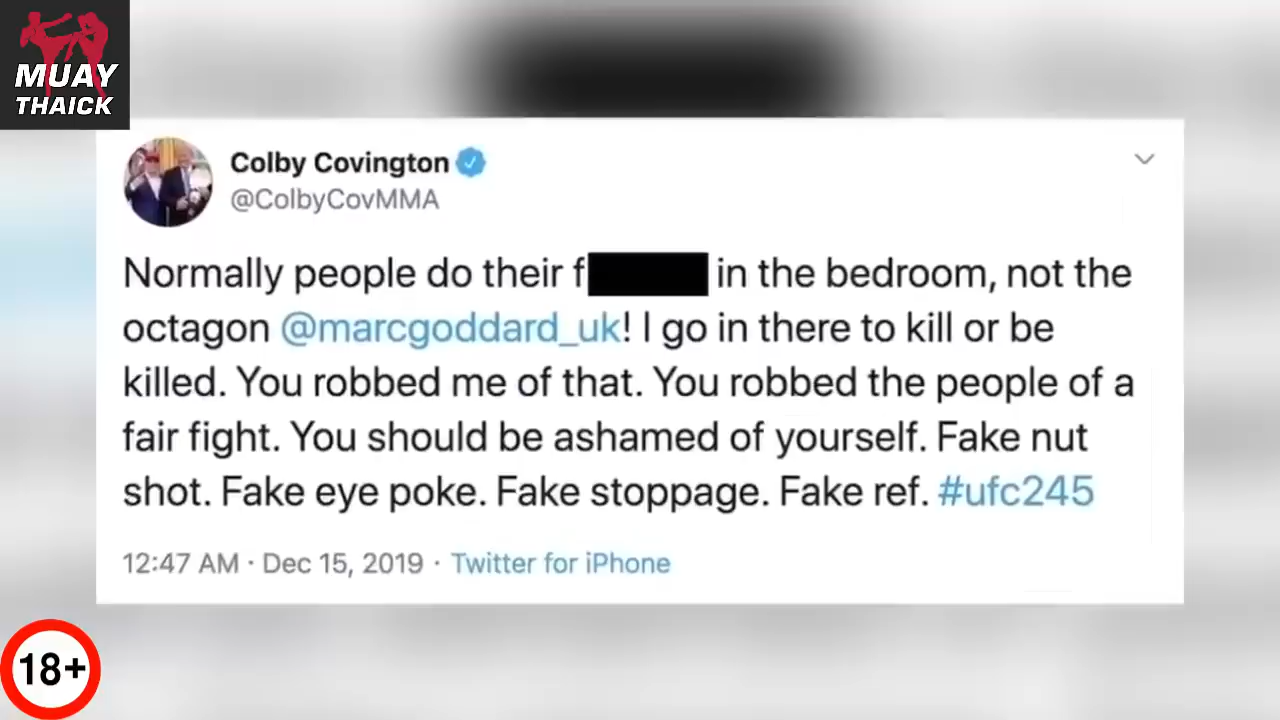 MUAY
THAICK
Colby Covington
@ColbyCovMMA
Normally people do their f in the bedroom, not the
octagon @marcgoddard_uk! I go in there to kill or be
killed. You robbed me of that. You robbed the people of a
fair fight. You should be ashamed of yourself. Fake nut
shot. Fake eye poke. Fake stoppage. Fake ref. #ufc245
12:47 AM · Dec 15, 2019 · Twitter for iPhone
18+